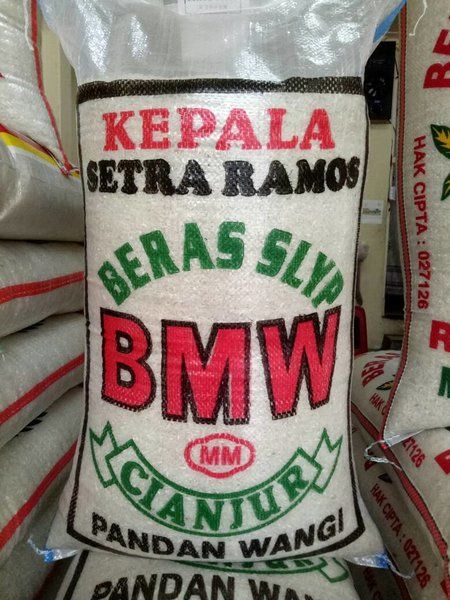 KEPALA
SETRA RAMOS
BERAS SLYP
BMW
MM
CIANJUR
PANDAN WANGI
PANDAN WANGI
HAK CIPTA : 027126